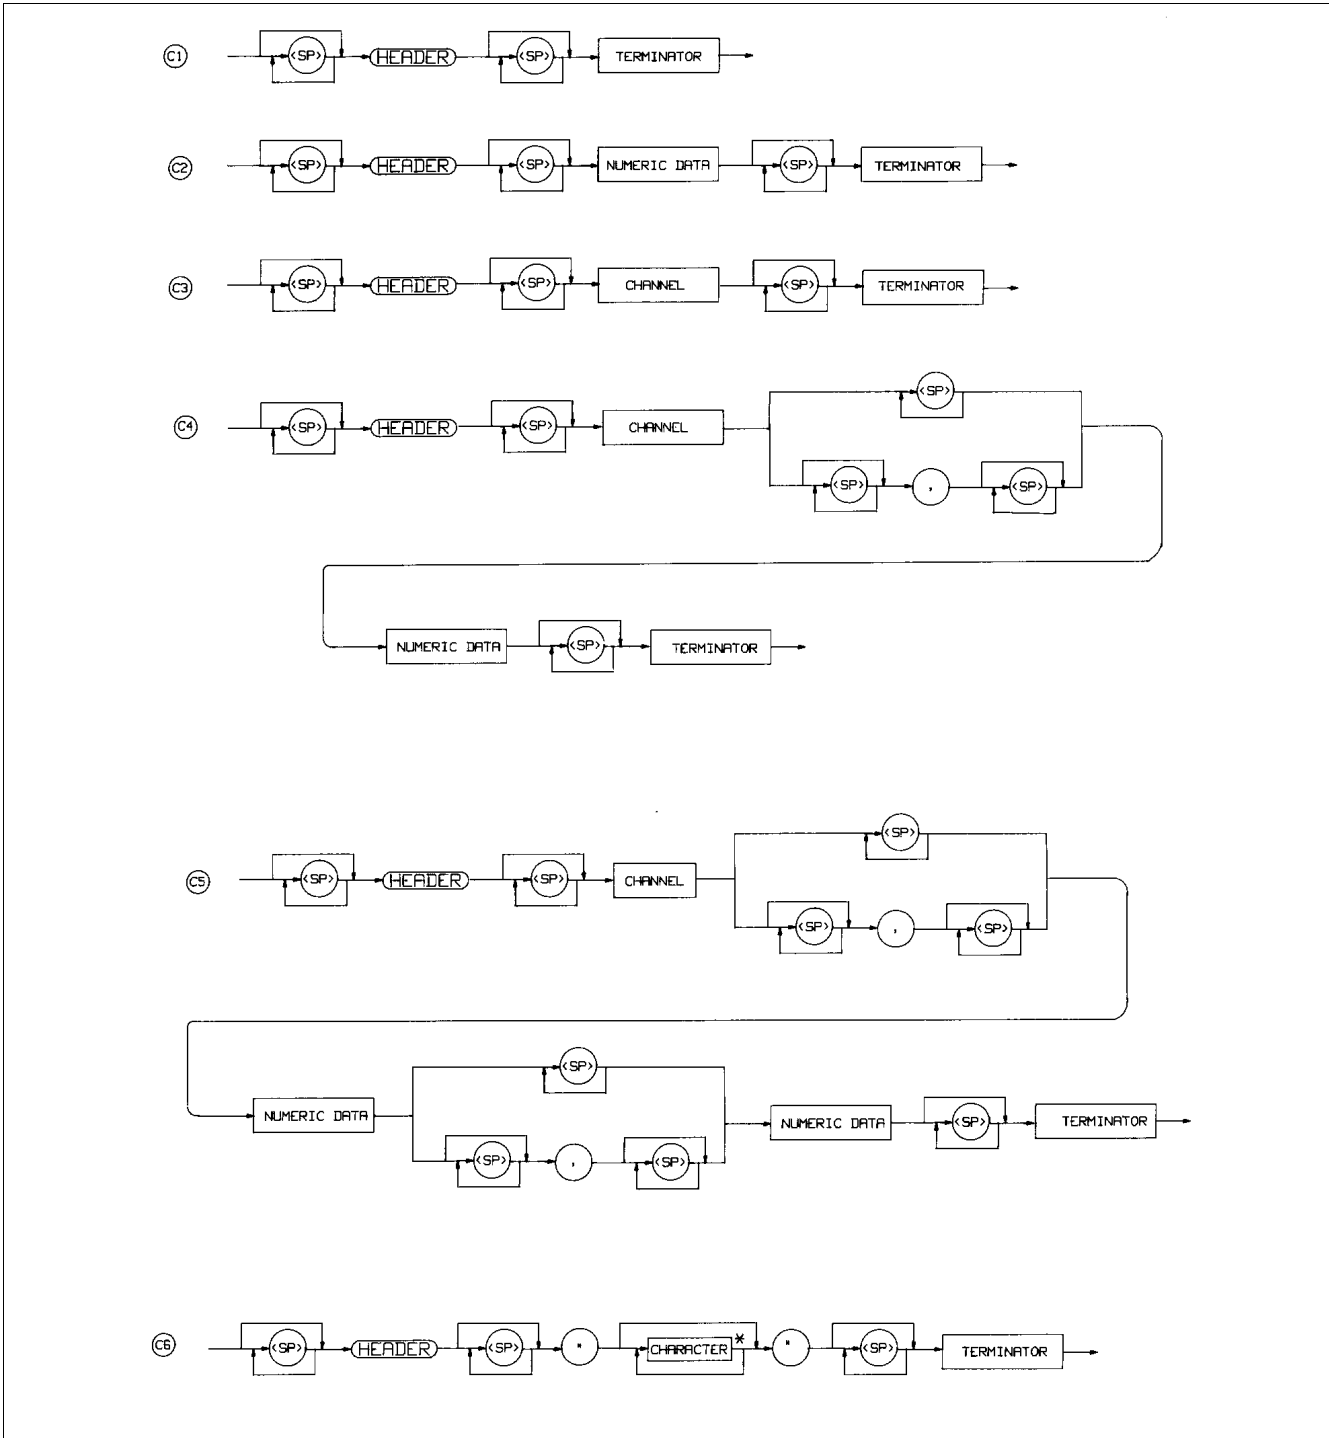 C1 <SP> HEADER <SP> TERMINATOR
C2 <SP> HEADER <SP> NUMERIC DATA <SP> TERMINATOR
C3 <SP> HEADER <SP> CHANNEL <SP> TERMINATOR
<SP>
C4 <SP> HEADER <SP> CHANNEL
<SP> , <SP>
NUMERIC DATA <SP> TERMINATOR
<SP>
C5 <SP> HEADER <SP> CHANNEL
<SP> , <SP>
<SP>
NUMERIC DATA NUMERIC DATA <SP> TERMINATOR
<SP> , <SP>
C6 <SP> HEADER <SP> " CHARACTER * " <SP> TERMINATOR